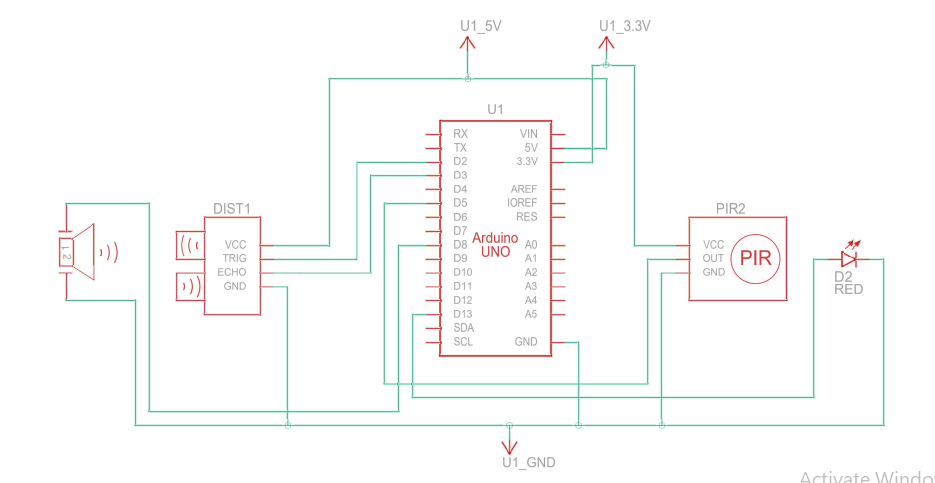 U1_5V
U1_3.3V
U1
RX
VIN
TX
5V
D2
3.3V
D3
D4
AREF
D5
IOREF
D6
RES
D7
D8
A0
D9
A1
D10
A2
D11
A3
D12
A4
D13
A5
SDA
SCL
GND
Arduino
UNO
DIST1
VCC
TRIG
ECHO
GND
1
2
PIR2
VCC
OUT
GND
PIR
D2
RED
U1_GND
Activate Windo